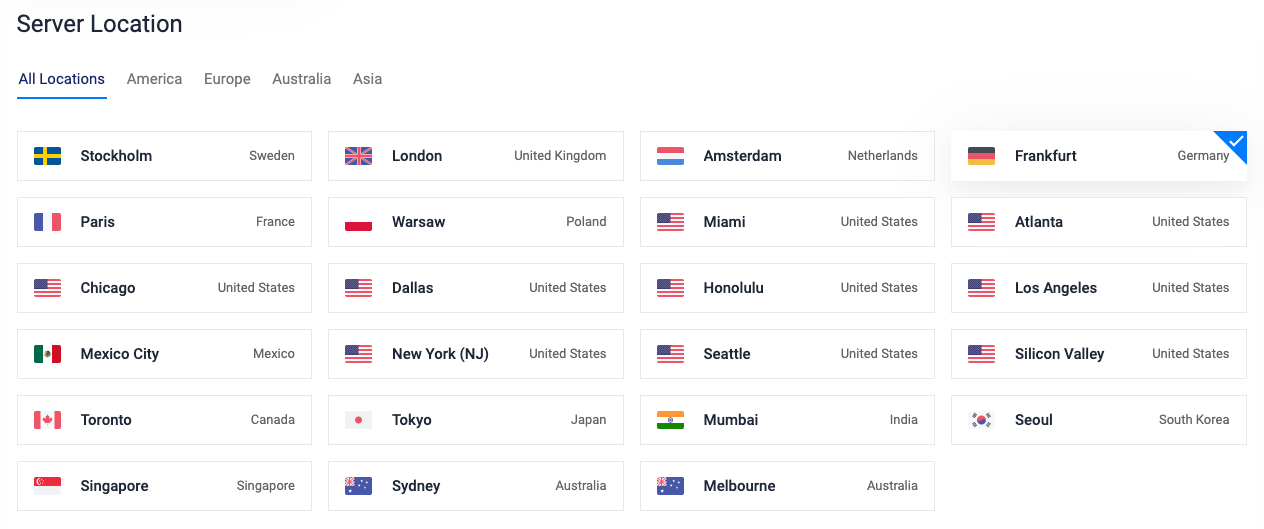 Server Location
All Locations America Europe Australia Asia
Stockholm Sweden London United Kingdom Amsterdam Netherlands Frankfurt Germany
Paris France Warsaw Poland Miami United States Atlanta United States
Chicago United States Dallas United States Honolulu United States Los Angeles United States
Mexico City Mexico New York (NJ) United States Seattle United States Silicon Valley United States
Toronto Canada Tokyo Japan Mumbai India Seoul South Korea
Singapore Singapore Sydney Australia Melbourne Australia